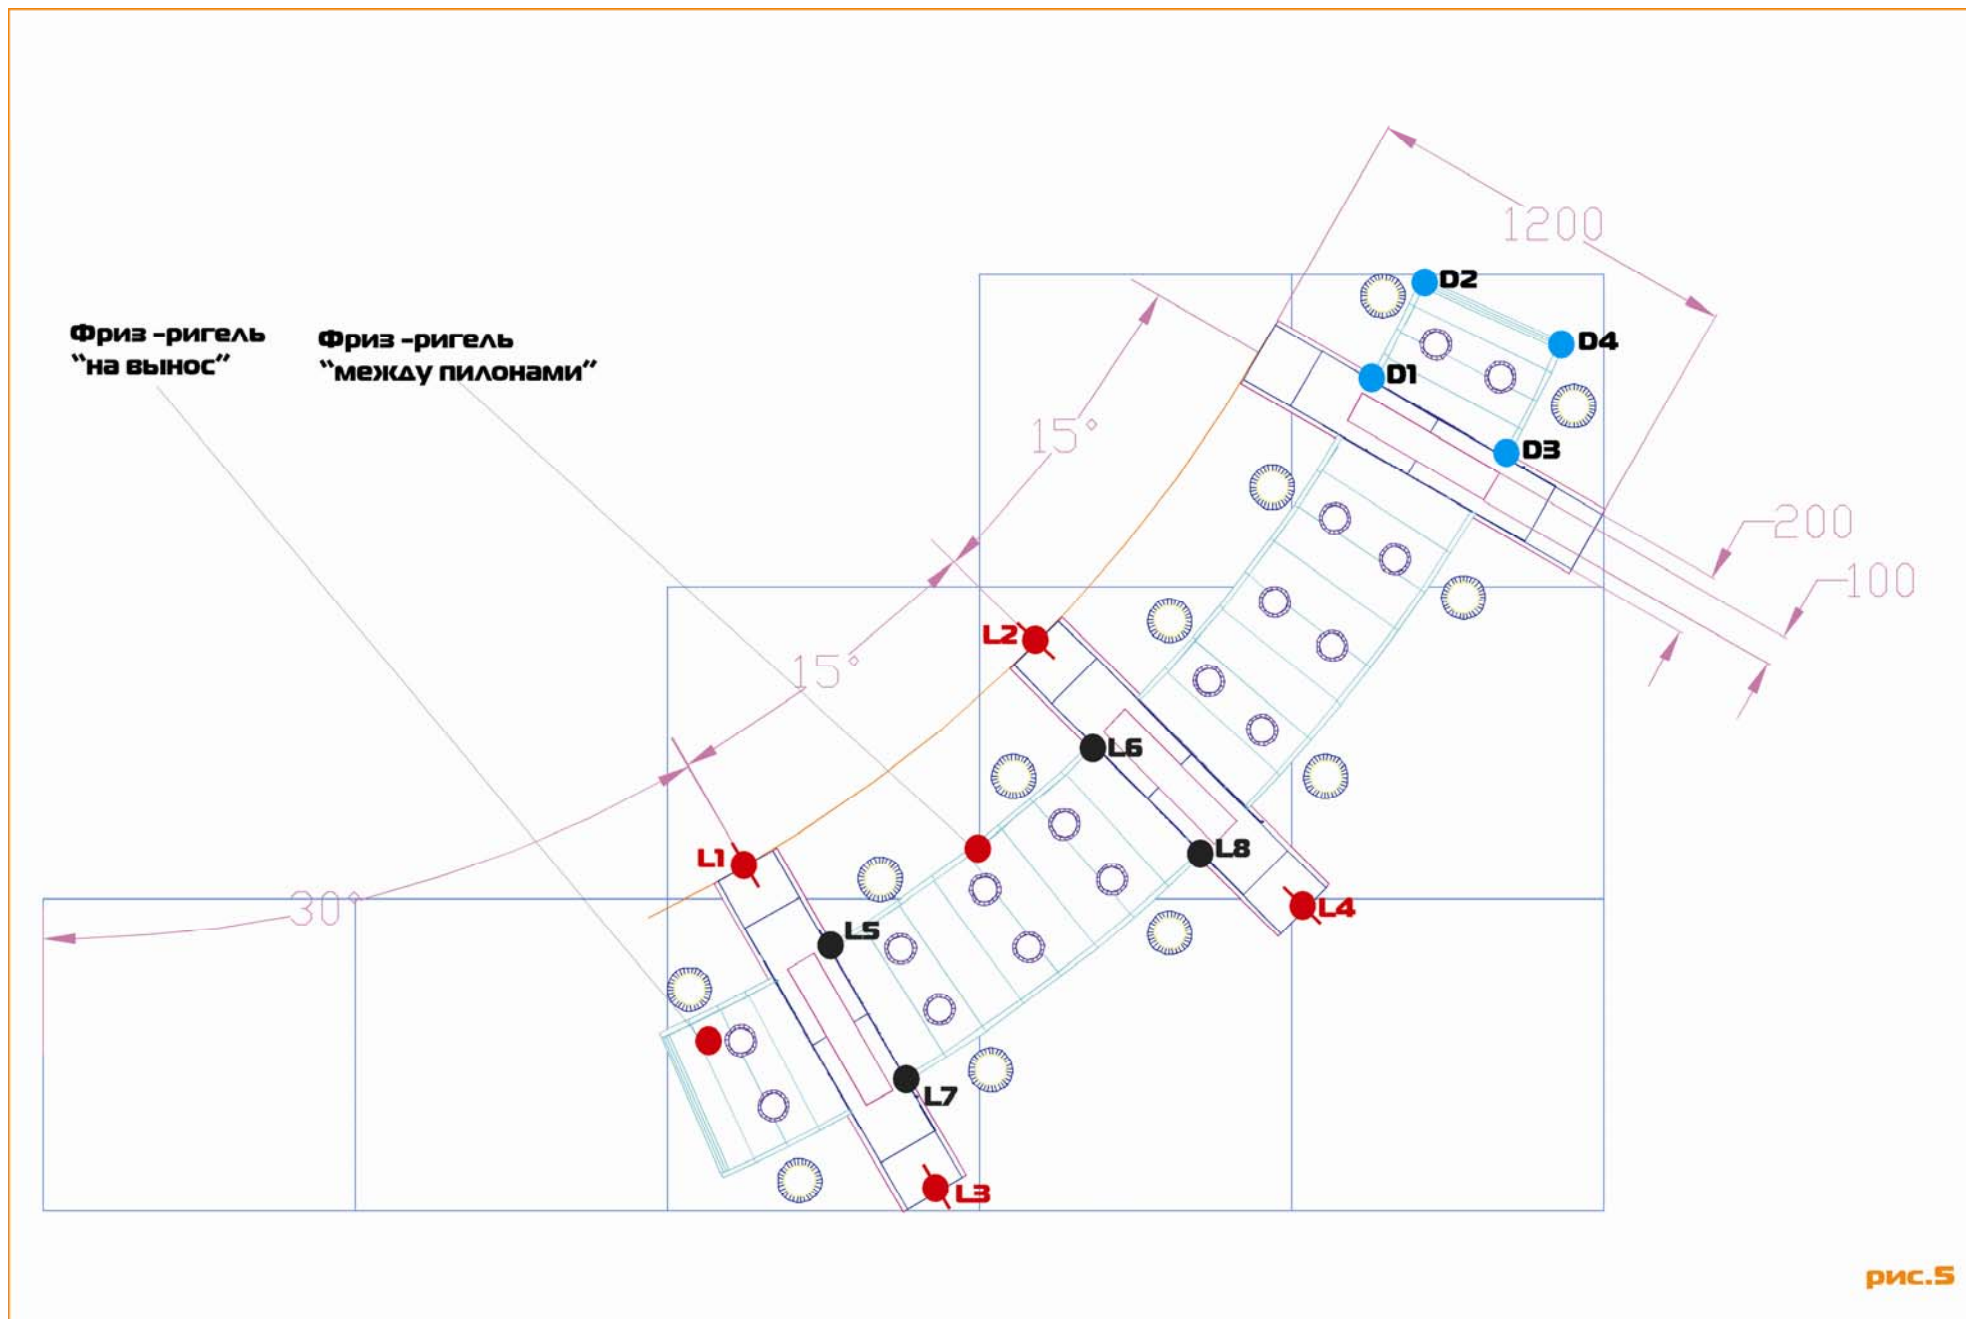 1200
D2
Фриз -ригель
“на вынос”
Фриз -ригель
“между пилонами”
D4
D1
15°
D3
200
100
L2
15°
L6
L8
L1
30°
L4
L5
L7
L3
рис.5